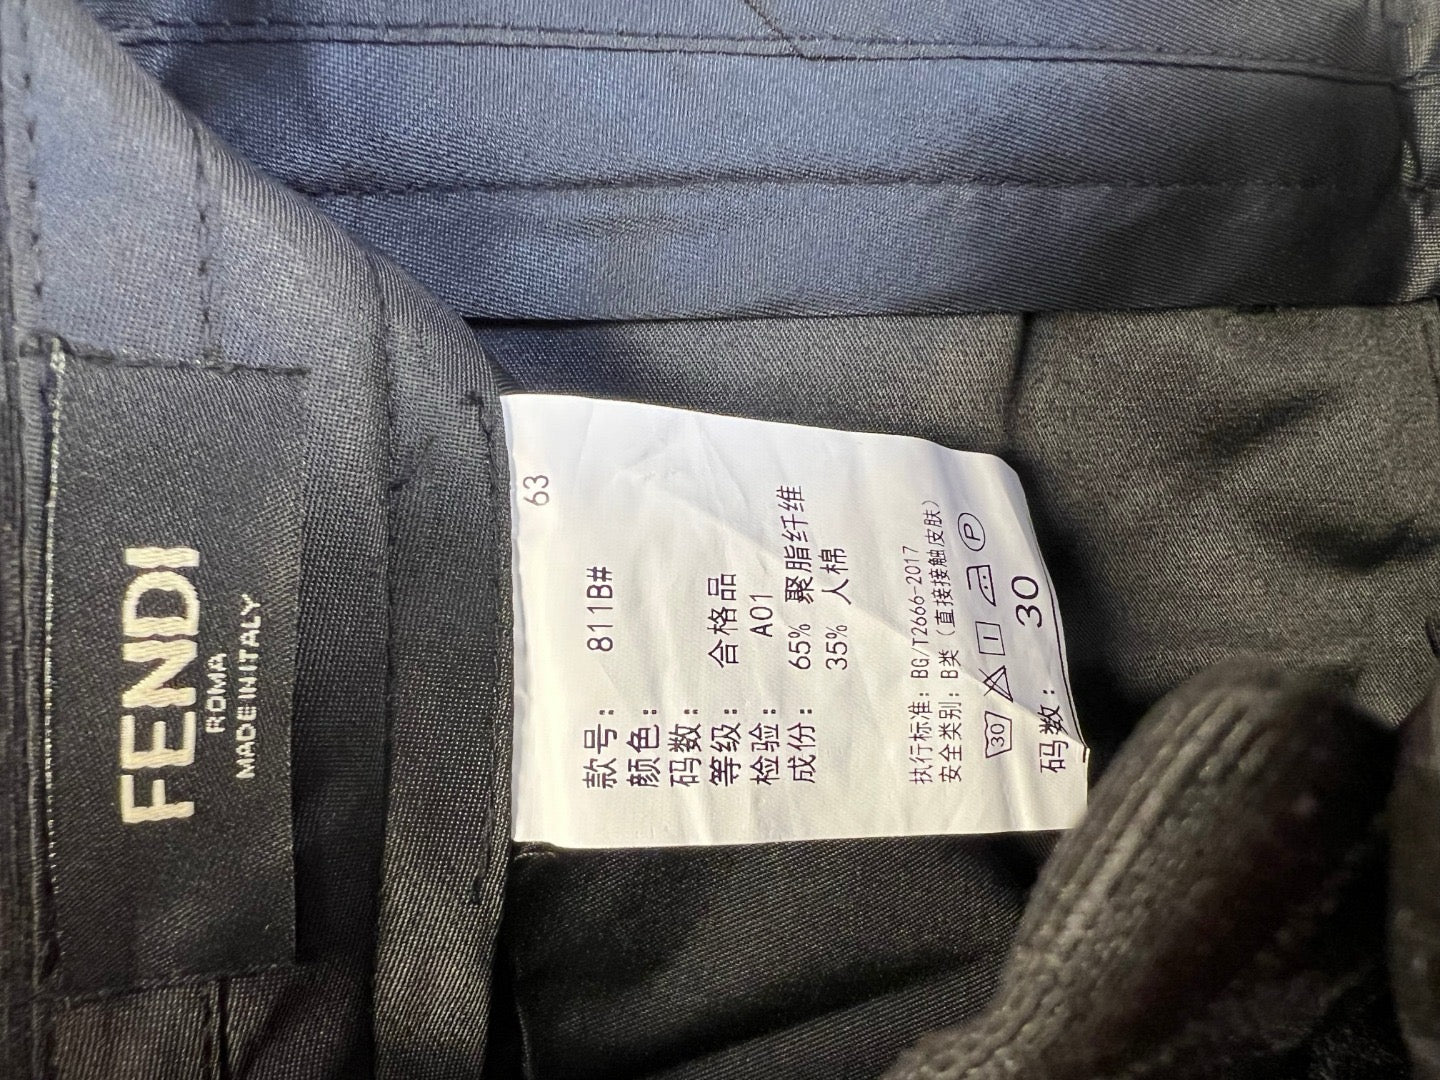 FENDI
ROMA
MADE IN ITALY
63
款号: 811B#
颜色:
码数:
等级: 合格品
检验: A01
成份: 65% 聚脂纤维
35% 人棉
执行标准: BG/T2666-2017
安全类别: B类 (直接接触皮肤)
30 P
码数: 30